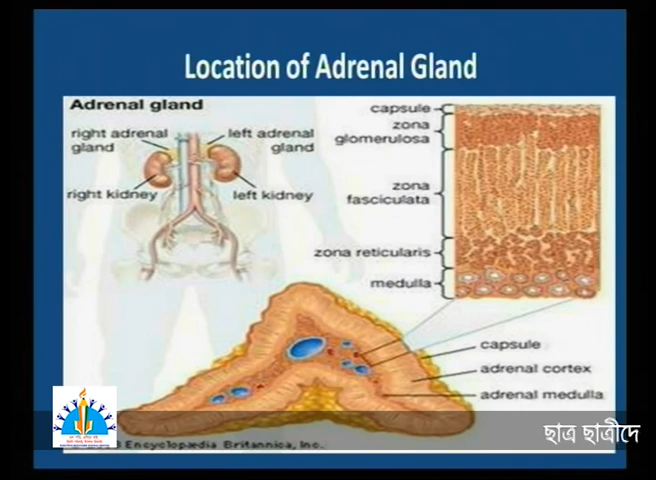 Location of Adrenal Gland
Adrenal gland
right adrenal
gland
left adrenal
gland
right kidney
left kidney
capsule
zona
glomerulosa
zona
fasciculata
zona reticularis
medulla
capsule
adrenal cortex
adrenal medulla
Encyclopædia Britannica, Inc.
ছাত্র ছাত্রীদে